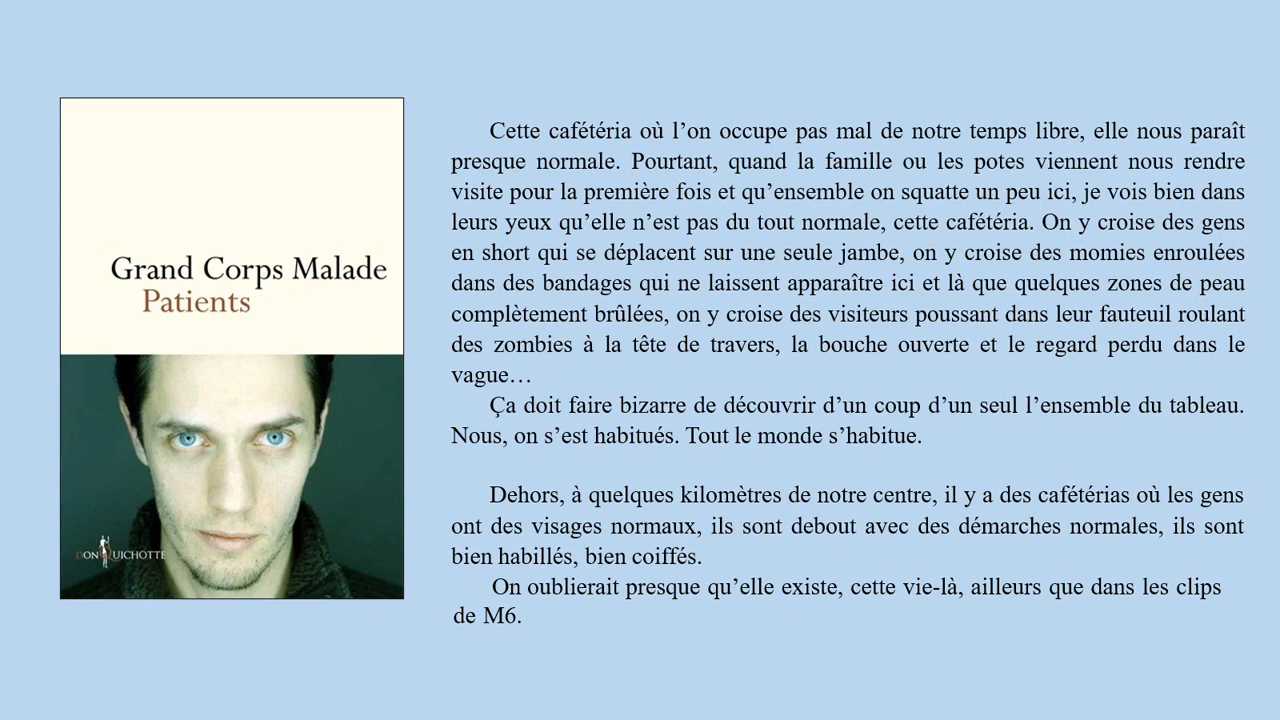 Grand Corps Malade
Patients
DON QUICHOTTE
Cette cafétéria où l’on occupe pas mal de notre temps libre, elle nous paraît
presque normale. Pourtant, quand la famille ou les potes viennent nous rendre
visite pour la première fois et qu’ensemble on squatte un peu ici, je vois bien dans
leurs yeux qu’elle n’est pas du tout normale, cette cafétéria. On y croise des gens
en short qui se déplacent sur une seule jambe, on y croise des momies enroulées
dans des bandages qui ne laissent apparaître ici et là que quelques zones de peau
complètement brûlées, on y croise des visiteurs poussant dans leur fauteuil roulant
des zombies à la tête de travers, la bouche ouverte et le regard perdu dans le
vague…
Ça doit faire bizarre de découvrir d’un coup d’un seul l’ensemble du tableau.
Nous, on s’est habitués. Tout le monde s’habitue.
Dehors, à quelques kilomètres de notre centre, il y a des cafétérias où les gens
ont des visages normaux, ils sont debout avec des démarches normales, ils sont
bien habillés, bien coiffés.
On oublierait presque qu’elle existe, cette vie-là, ailleurs que dans les clips
de M6.